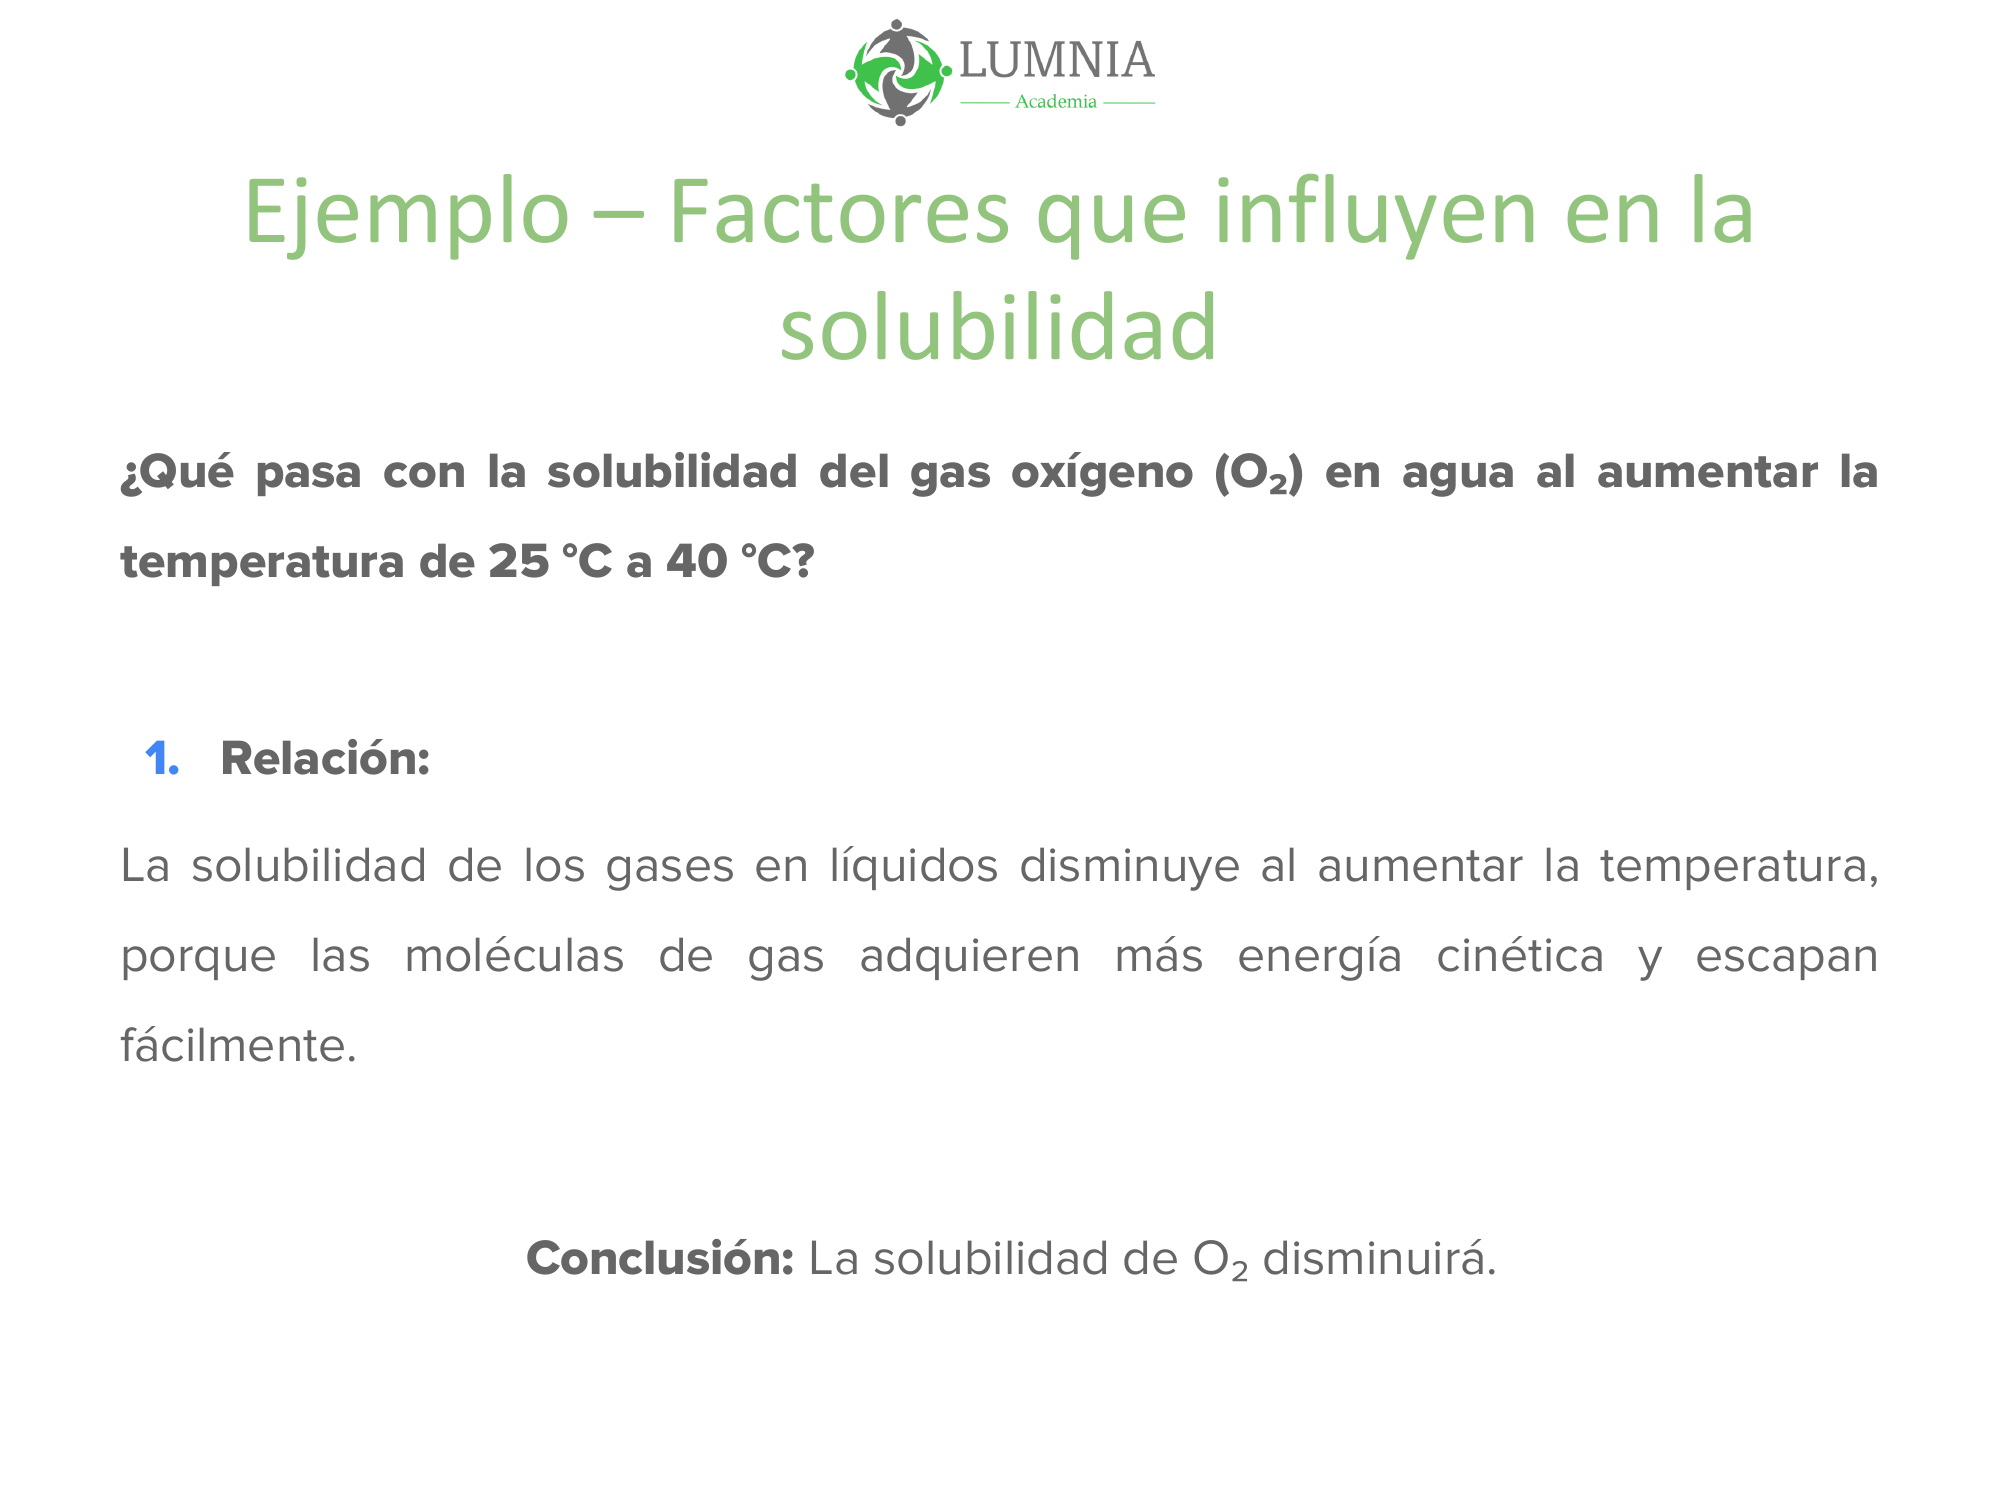 LUMNIA
Academia
Ejemplo – Factores que influyen en la
solubilidad
¿Qué pasa con la solubilidad del gas oxígeno (O₂) en agua al aumentar la
temperatura de 25 °C a 40 °C?
1. Relación:
La solubilidad de los gases en líquidos disminuye al aumentar la temperatura,
porque las moléculas de gas adquieren más energía cinética y escapan
fácilmente.
Conclusión: La solubilidad de O₂ disminuirá.